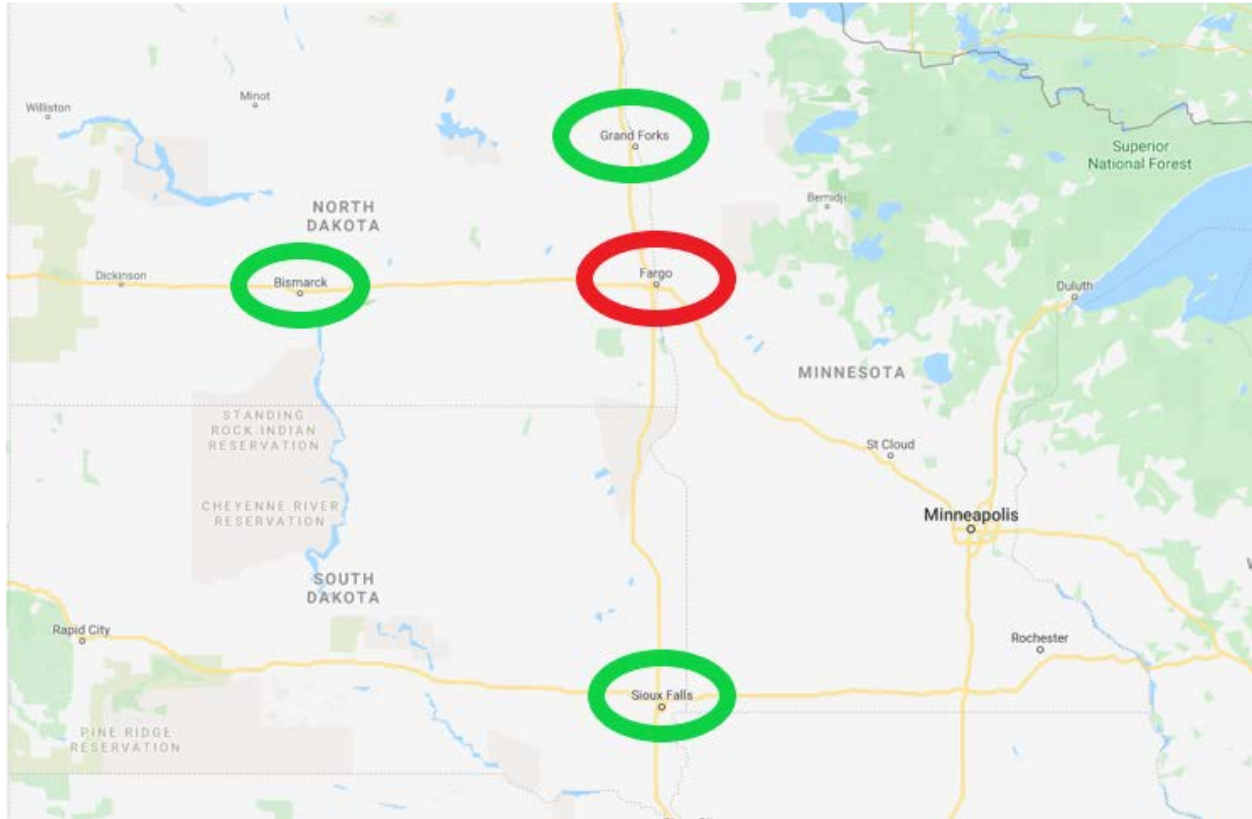 Williston
Minot
Grand Forks
Superior
National Forest
Bemidji
NORTH
DAKOTA
Dickinson
Bismarck
Fargo
Duluth
MINNESOTA
STANDING
ROCK INDIAN
RESERVATION
St Cloud
CHEYENNE RIVER
RESERVATION
Minneapolis
SOUTH
DAKOTA
Rapid City
Rochester
Sioux Falls
PINE RIDGE
RESERVATION